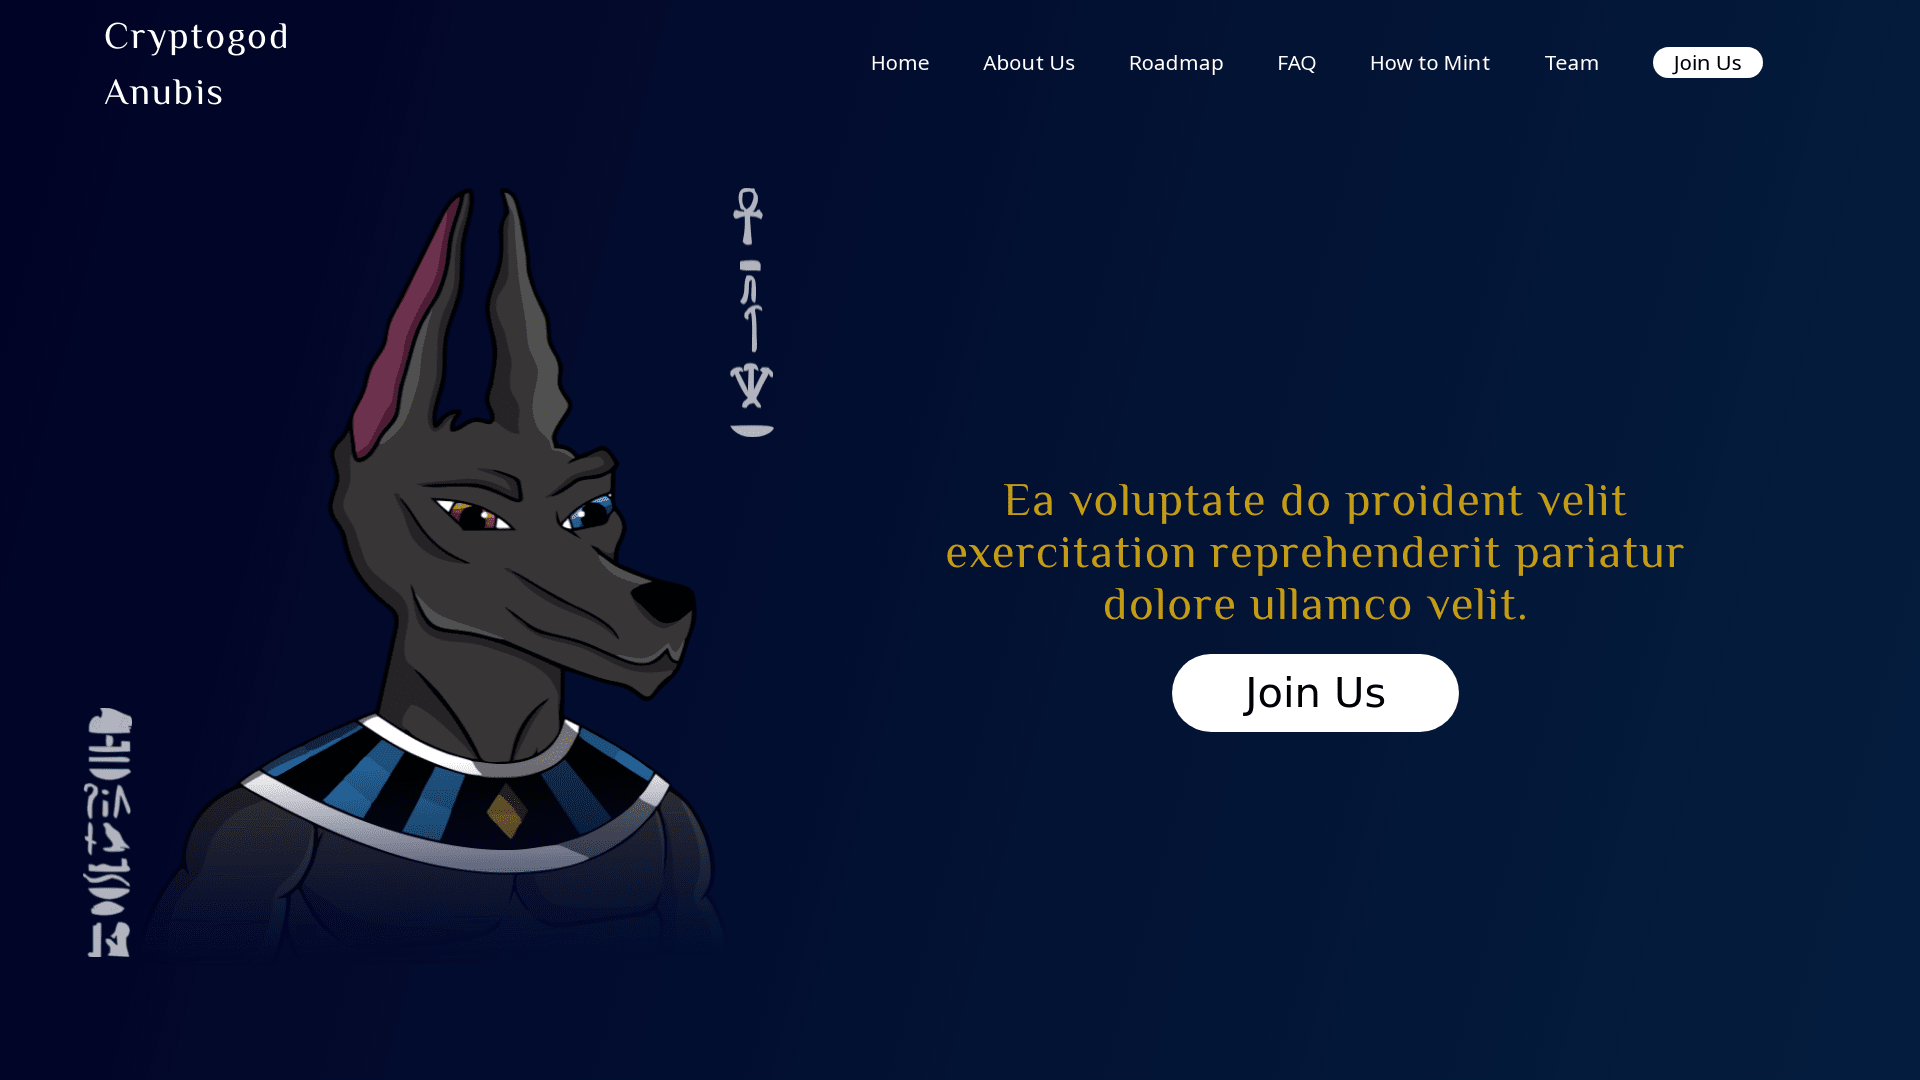 Cryptogod
Anubis
Home
About Us
Roadmap
FAQ
How to Mint
Team
Join Us
Ea voluptate do proident velit
exercitation reprehenderit pariatur
dolore ullamco velit.
Join Us